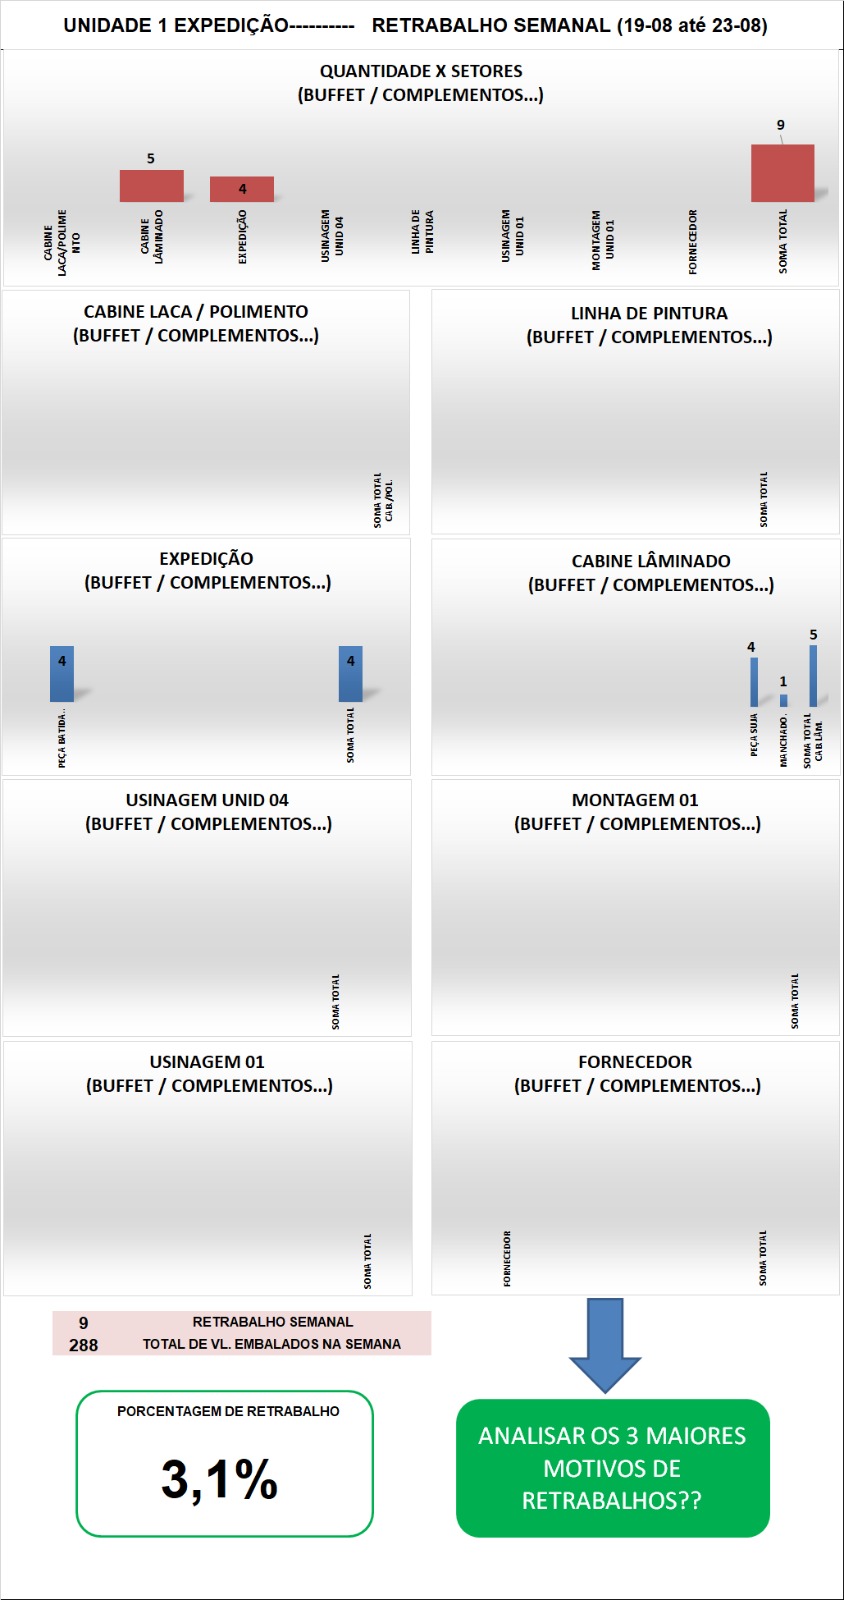 UNIDADE 1 EXPEDIÇÃO---------- RETRABALHO SEMANAL (19-08 até 23-08)
QUANTIDADE X SETORES
(BUFFET / COMPLEMENTOS...)
5
4
9
CABINE
LACA/POLIME
NTO
CABINE
LÂMINADO
EXPEDIÇÃO
USINAGEM
UNID 04
LINHA DE
PINTURA
USINAGEM
UNID 01
MONTAGEM
UNID 01
FORNECEDOR
SOMA TOTAL
CABINE LACA / POLIMENTO
(BUFFET / COMPLEMENTOS...)
SOMA TOTAL
CAB./POL.
LINHA DE PINTURA
(BUFFET / COMPLEMENTOS...)
SOMA TOTAL
EXPEDIÇÃO
(BUFFET / COMPLEMENTOS...)
4
4
PEÇA BATIDA..
SOMA TOTAL
CABINE LÂMINADO
(BUFFET / COMPLEMENTOS...)
4
1
5
PEÇA SUJA
MANCHADO.
SOMA TOTAL
CAB LÂM.
USINAGEM UNID 04
(BUFFET / COMPLEMENTOS...)
SOMA TOTAL
MONTAGEM 01
(BUFFET / COMPLEMENTOS...)
SOMA TOTAL
USINAGEM 01
(BUFFET / COMPLEMENTOS...)
SOMA TOTAL
FORNECEDOR
(BUFFET / COMPLEMENTOS...)
FORNECEDOR
SOMA TOTAL
9 RETRABALHO SEMANAL
288 TOTAL DE VL. EMBALADOS NA SEMANA
PORCENTAGEM DE RETRABALHO
3,1%
ANALISAR OS 3 MAIORES
MOTIVOS DE
RETRABALHOS??